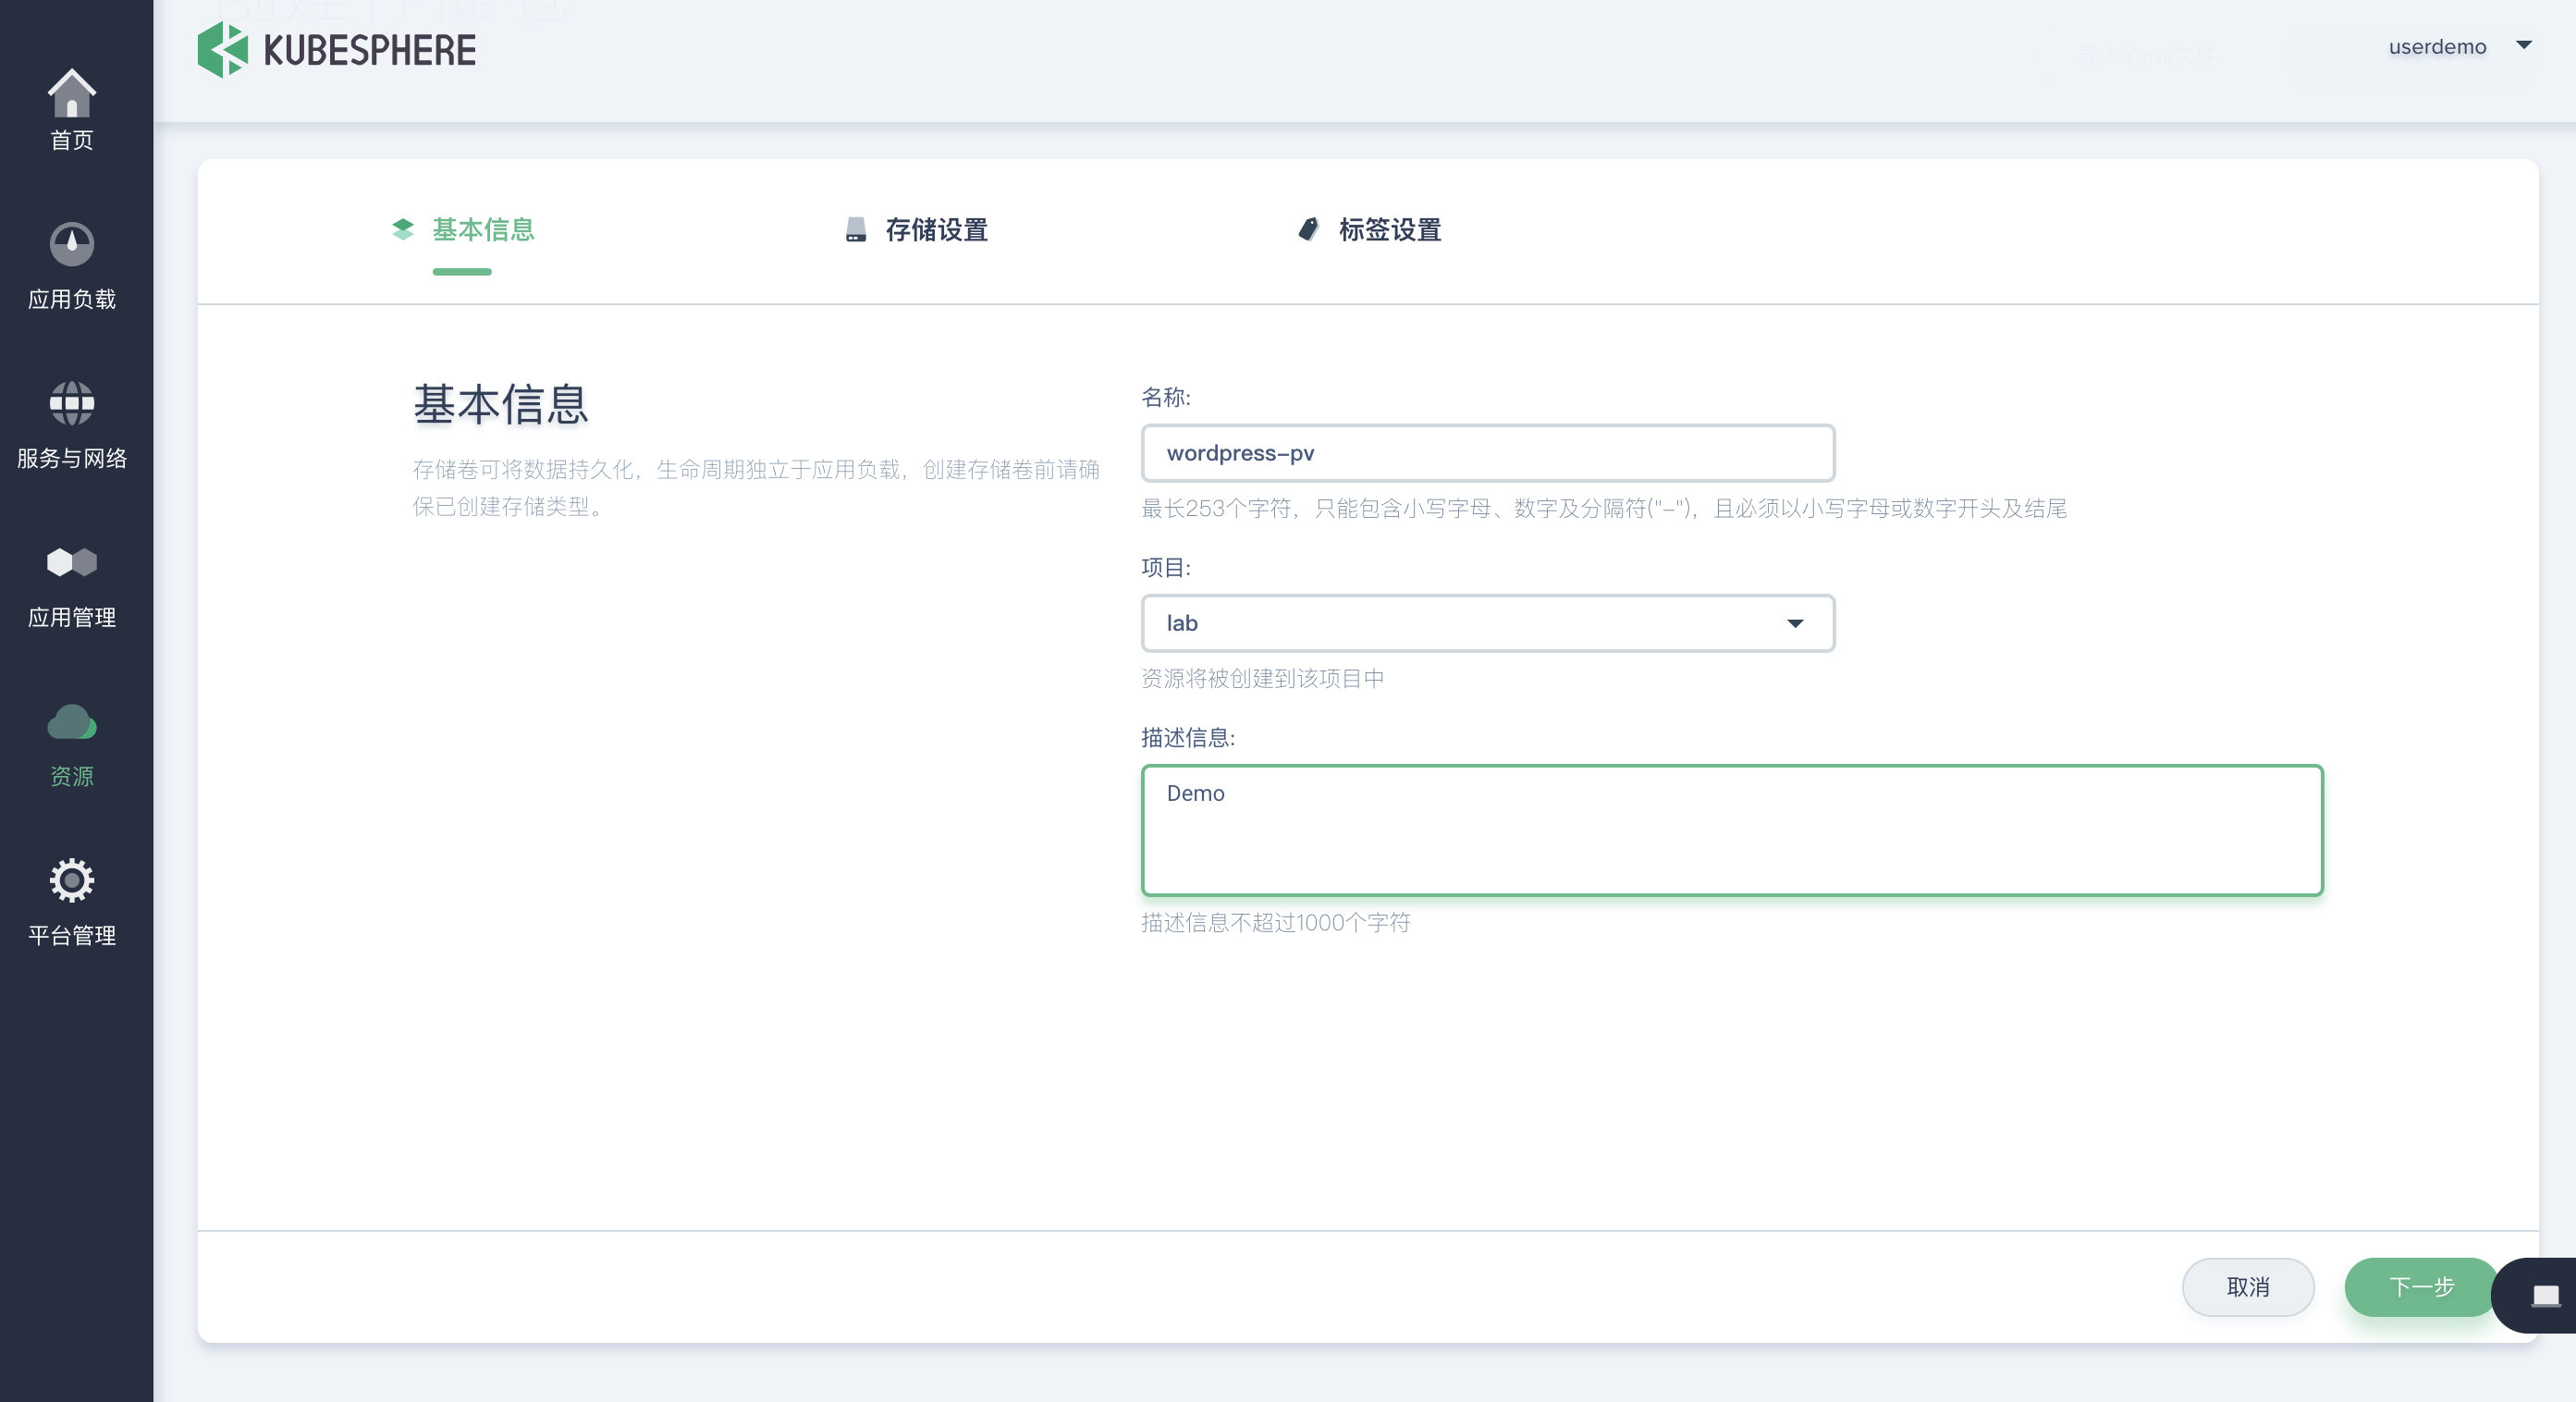 KUBESPHERE
userdemo
首页
应用负载
服务与网络
应用管理
资源
平台管理
基本信息
存储设置
标签设置
基本信息
存储卷可将数据持久化，生命周期独立于应用负载，创建存储卷前请确
保已创建存储类型。
名称:
wordpress-pv
最长253个字符，只能包含小写字母、数字及分隔符("-")，且必须以小写字母或数字开头及结尾
项目:
lab
资源将被创建到该项目中
描述信息:
Demo
描述信息不超过1000个字符
取消
下一步